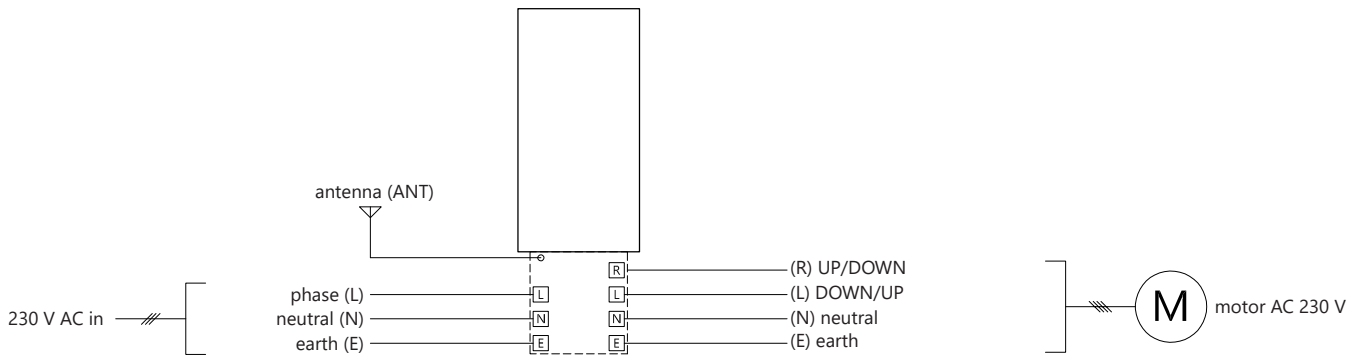 antenna (ANT)
R (R) UP/DOWN
phase (L) L L (L) DOWN/UP
230 V AC in neutral (N) N N (N) neutral M motor AC 230 V
earth (E) E E (E) earth